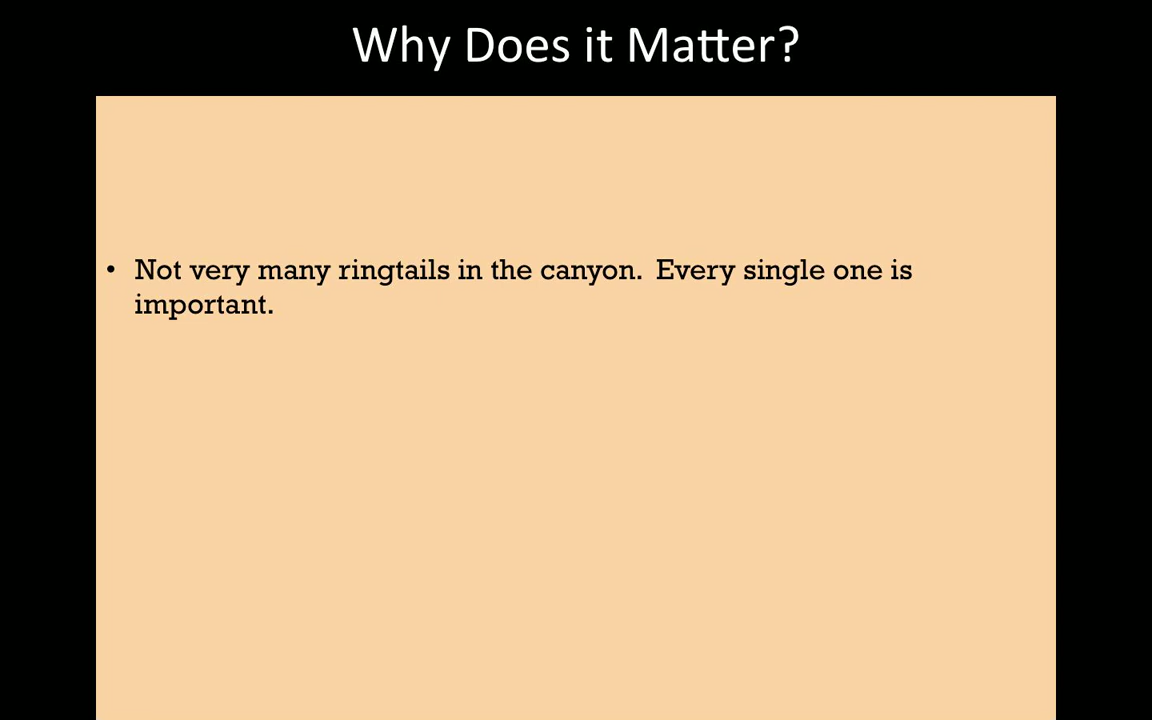 Why Does it Matter?
• Not very many ringtails in the canyon.  Every single one is
important.